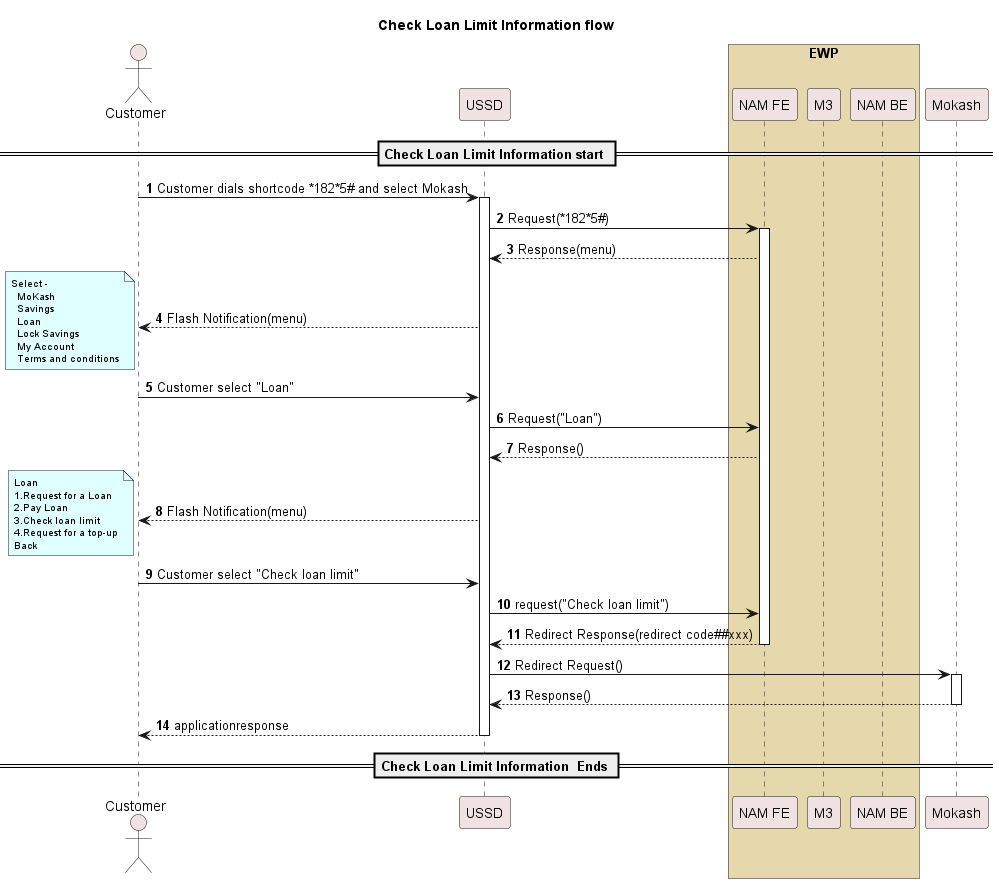 Check Loan Limit Information flow
EWP
Customer
USSD
NAM FE
M3
NAM BE
Mokash
Check Loan Limit Information start
1 Customer dials shortcode *182*5# and select Mokash
2 Request(*182*5#)
3 Response(menu)
Select -
MoKash
Savings
Loan
Lock Savings
My Account
Terms and conditions
4 Flash Notification(menu)
5 Customer select "Loan"
6 Request("Loan")
7 Response()
Loan
1.Request for a Loan
2.Pay Loan
3.Check loan limit
4.Request for a top-up
Back
8 Flash Notification(menu)
9 Customer select "Check loan limit"
10 request("Check loan limit")
11 Redirect Response(redirect code##xxx)
12 Redirect Request()
13 Response()
14 applicationresponse
Check Loan Limit Information  Ends
Customer
USSD
NAM FE
M3
NAM BE
Mokash